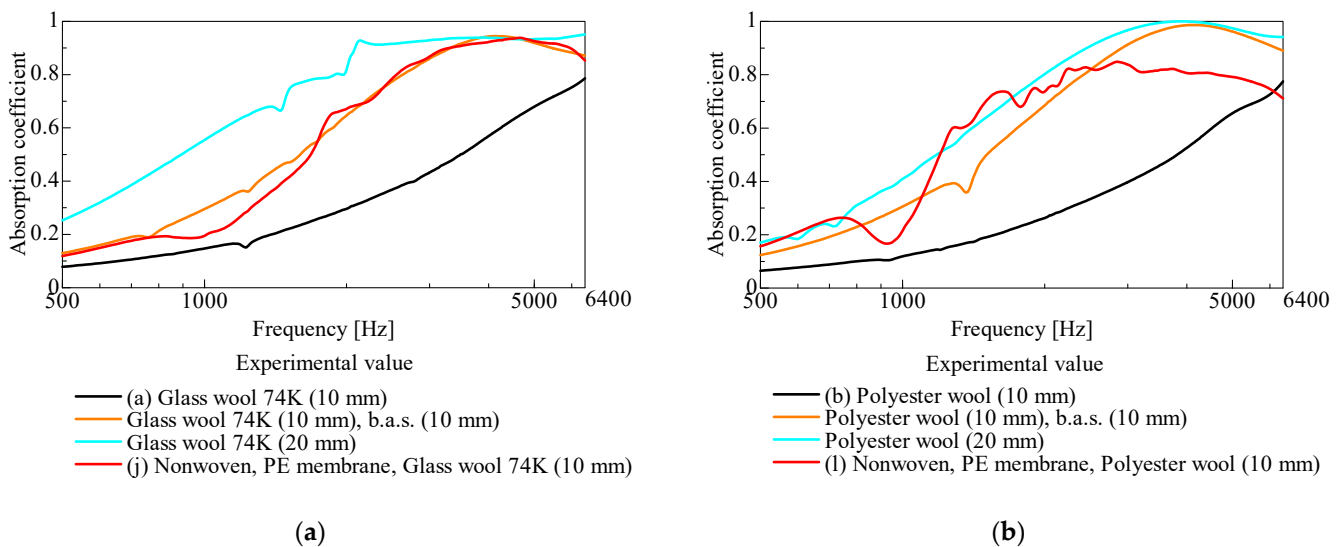 1
0.8
0.6
0.4
0.2
0
Absorption coefficient
500
1000
5000
6400
Frequency [Hz]
Experimental value
(a) Glass wool 74K (10 mm)
Glass wool 74K (10 mm), b.a.s. (10 mm)
Glass wool 74K (20 mm)
(j) Nonwoven, PE membrane, Glass wool 74K (10 mm)
(a)
1
0.8
0.6
0.4
0.2
0
Absorption coefficient
500
1000
5000
6400
Frequency [Hz]
Experimental value
(b) Polyester wool (10 mm)
Polyester wool (10 mm), b.a.s. (10 mm)
Polyester wool (20 mm)
(l) Nonwoven, PE membrane, Polyester wool (10 mm)
(b)